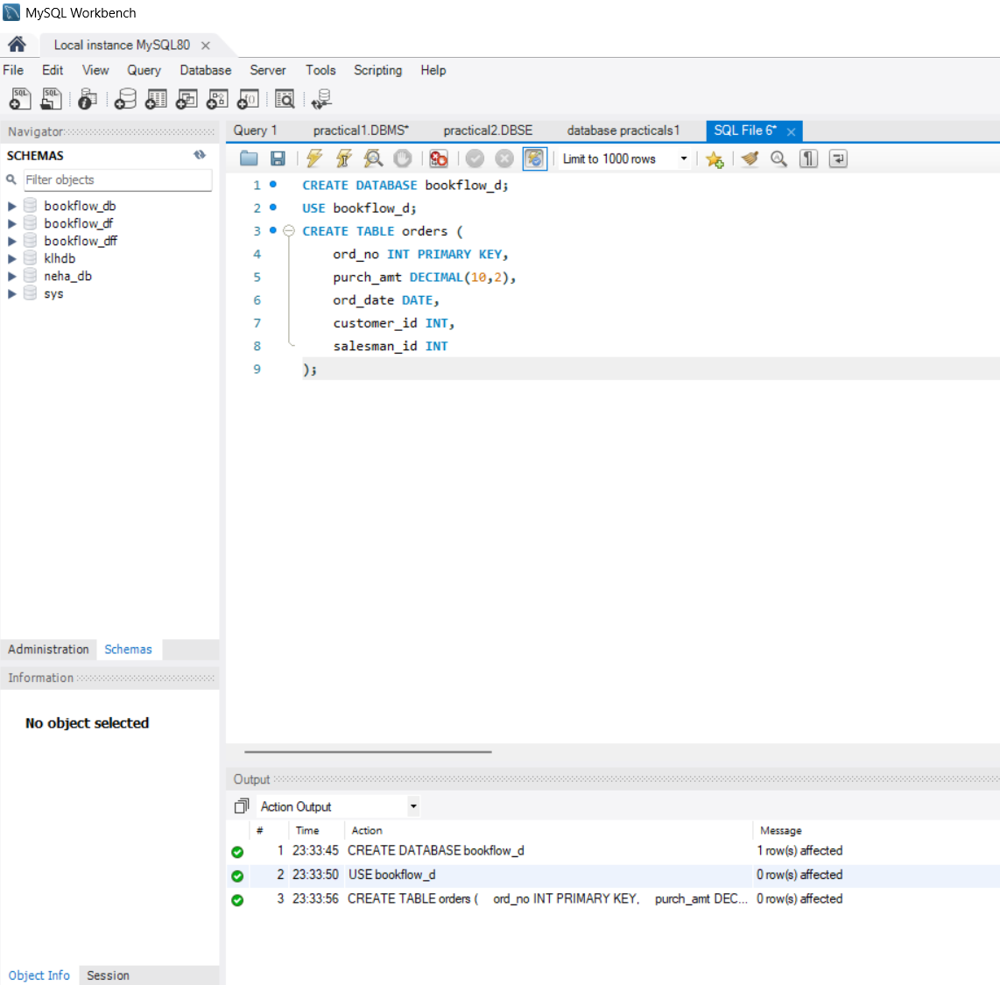 MySQL Workbench
Local instance MySQL80
File Edit View Query Database Server Tools Scripting Help
Navigator
Query 1 practical1.DBMS* practical2.DBSE database practicals1 SQL File 6*
SCHEMAS
Limit to 1000 rows
Filter objects
bookflow_db
bookflow_df
bookflow_dff
klhdb
neha_db
sys
1 CREATE DATABASE bookflow_d;
2 USE bookflow_d;
3 CREATE TABLE orders (
4 ord_no INT PRIMARY KEY,
5 purch_amt DECIMAL(10,2),
6 ord_date DATE,
7 customer_id INT,
8 salesman_id INT
9 );
Administration Schemas
Information
No object selected
Object Info Session
Output
Action Output
# Time Action Message
1 23:33:45 CREATE DATABASE bookflow_d 1 row(s) affected
2 23:33:50 USE bookflow_d 0 row(s) affected
3 23:33:56 CREATE TABLE orders ( ord_no INT PRIMARY KEY, purch_amt DEC... 0 row(s) affected